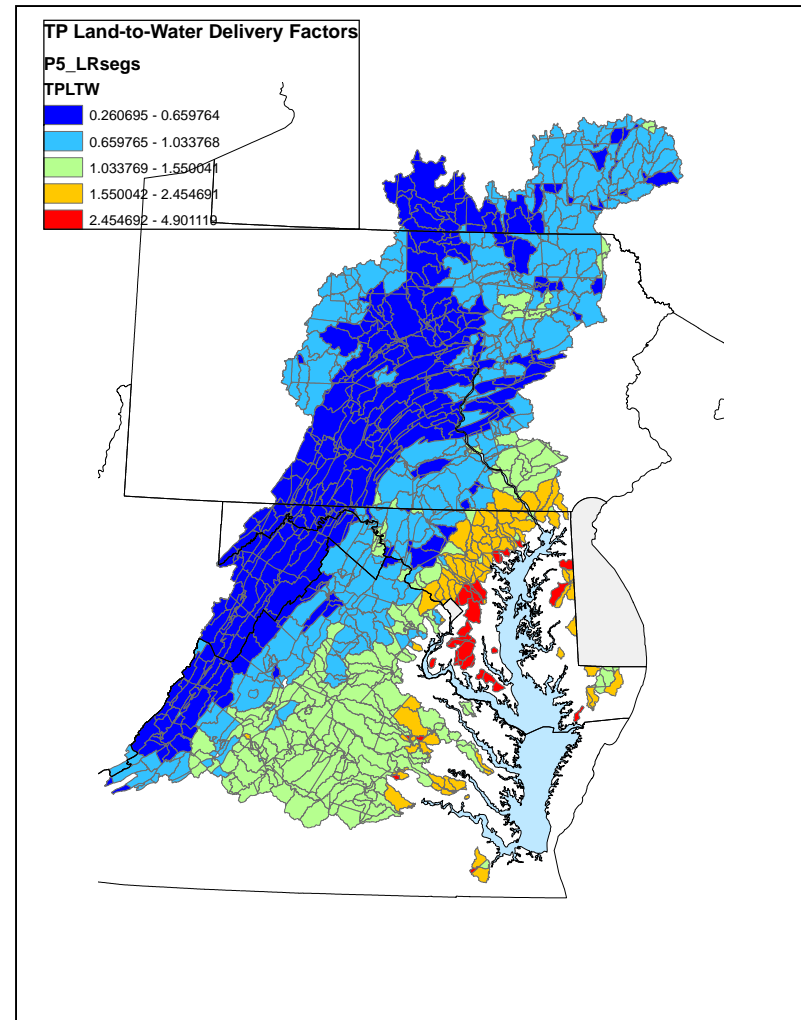 TP Land-to-Water Delivery Factors
P5_LRsegs
TPLTW
0.260695 - 0.659764
0.659765 - 1.033768
1.033769 - 1.550041
1.550042 - 2.454691
2.454692 - 4.901119